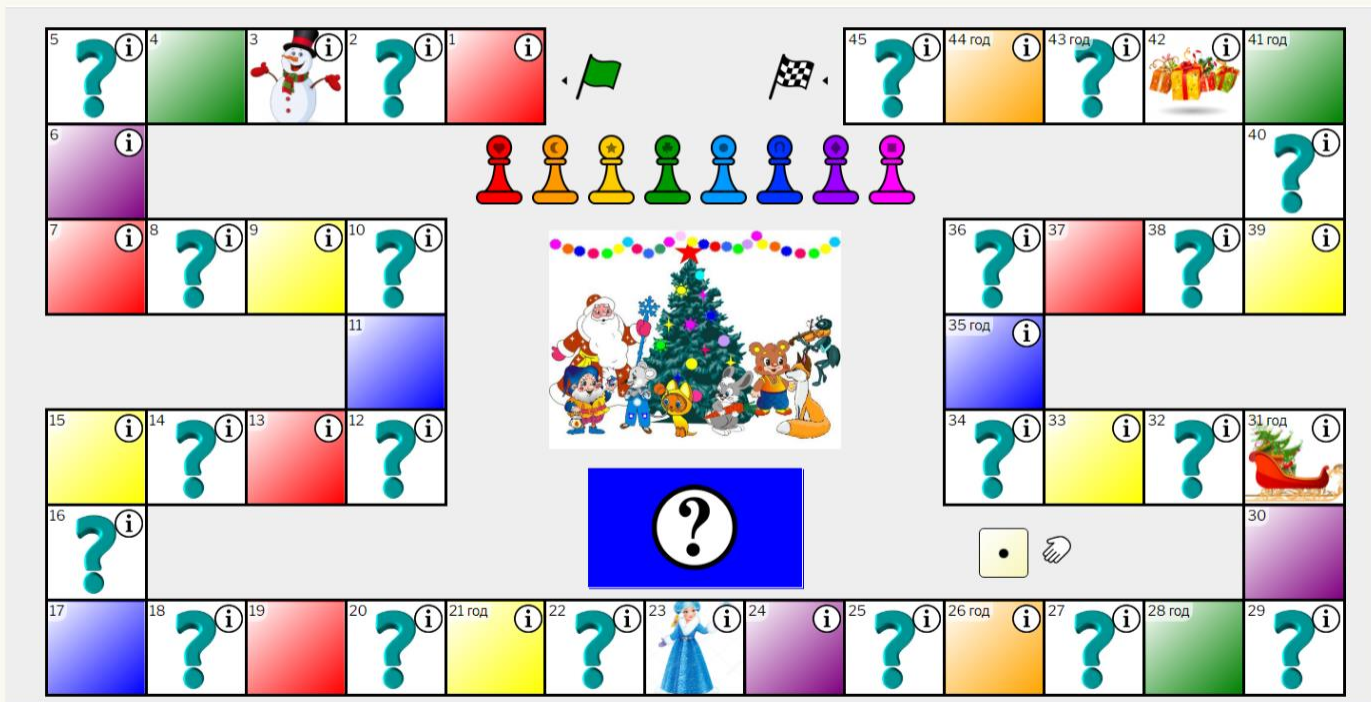 5 ? i
4
3 i
2 ? i
1 i
45 ? i
44 год i
43 год ? i
42 i
41 год
6 i
40 ? i
7 i
8 ? i
9 i
10 ? i
36 ? i
37
38 ? i
39 i
11
35 год i
15 i
14 ? i
13 i
12 ? i
34 ? i
33 i
32 ? i
31 год i
?
16 ? i
30
17
18 ? i
19
20 ? i
21 год i
22 ? i
23 i
24 i
25 ? i
26 год i
27 ? i
28 год
29 ? i